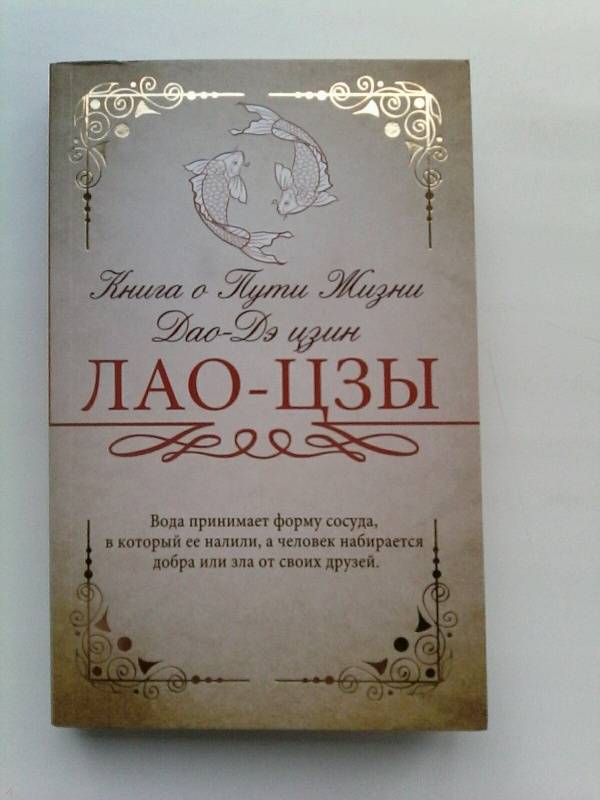 Книга о Пути Жизни
Дао-Дэ цзин
ЛАО-ЦЗЫ
Вода принимает форму сосуда,
в который ее налили, а человек набирается
добра или зла от своих друзей.